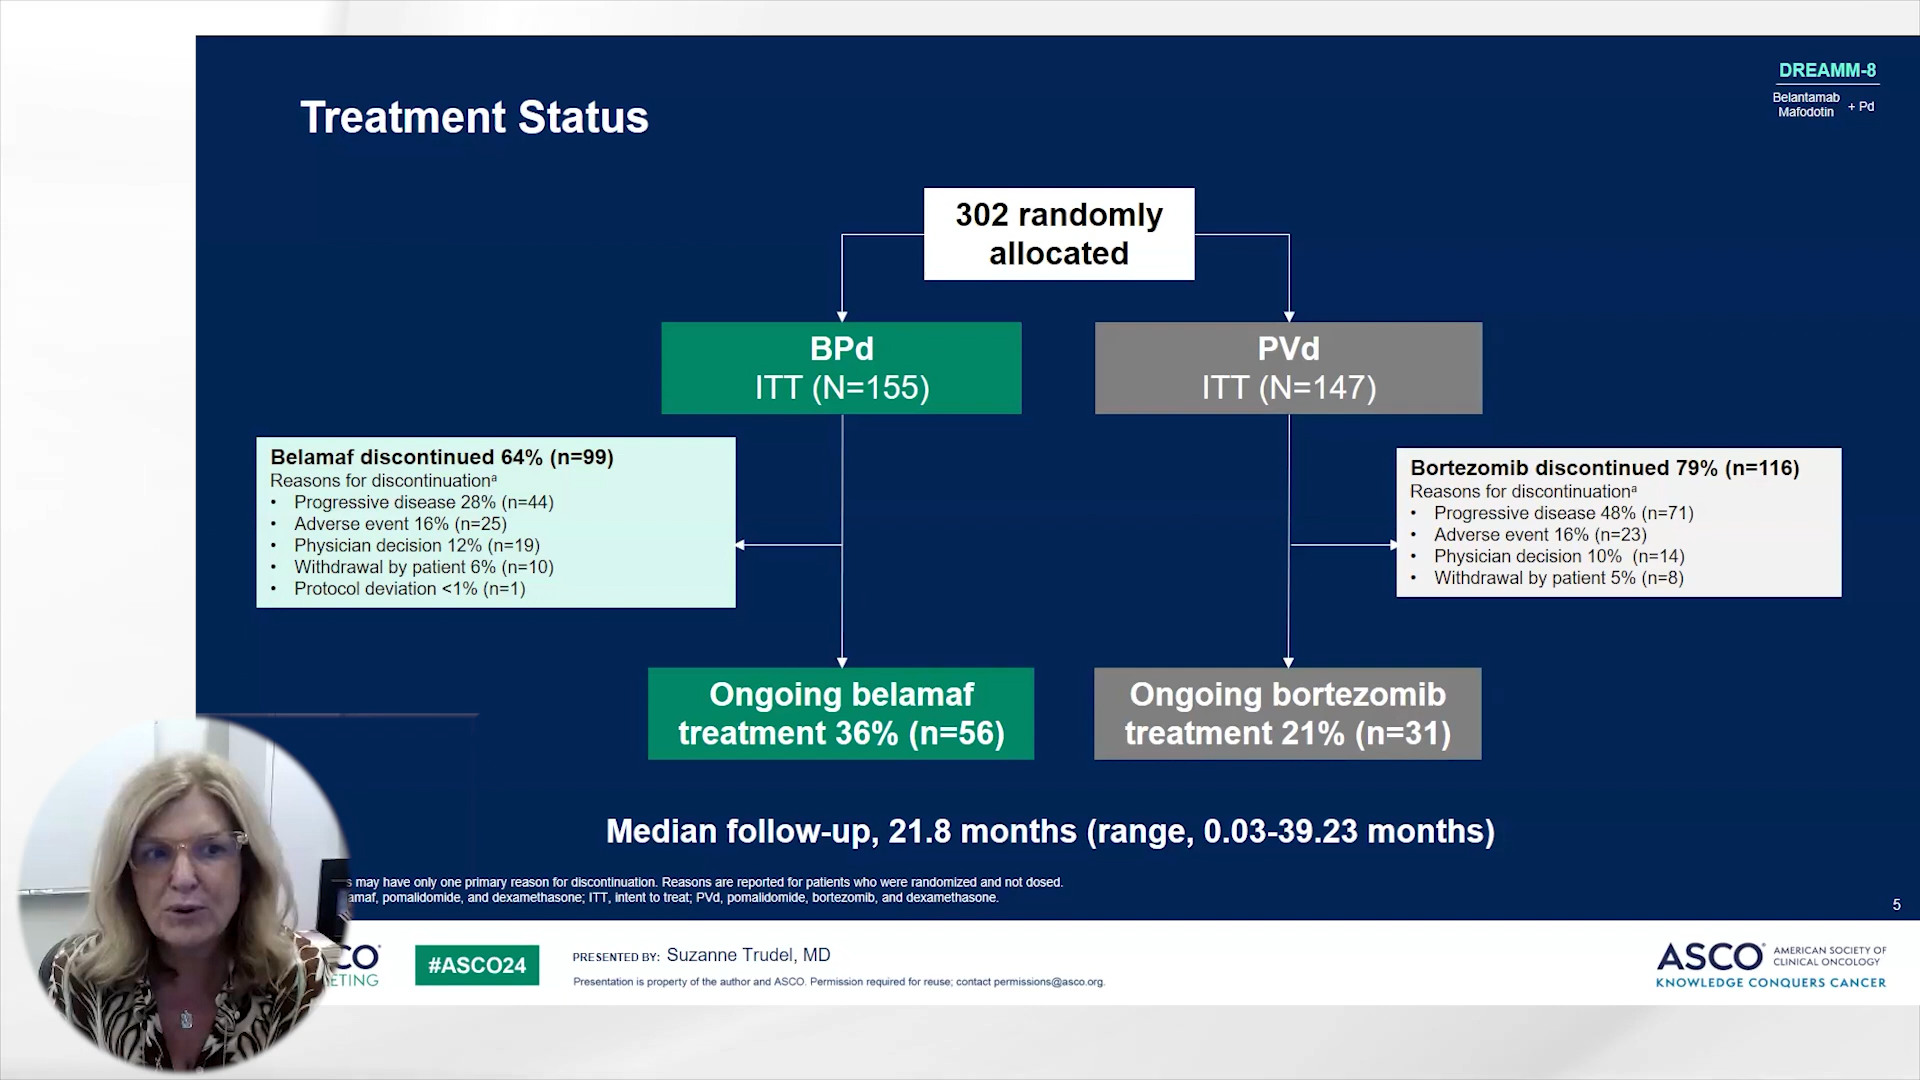 DREAMM-8
Belantamab
Mafodotin
+ Pd
Treatment Status
302 randomly
allocated
BPd
ITT (N=155)
PVd
ITT (N=147)
Belamaf discontinued 64% (n=99)
Reasons for discontinuationᵃ
• Progressive disease 28% (n=44)
• Adverse event 16% (n=25)
• Physician decision 12% (n=19)
• Withdrawal by patient 6% (n=10)
• Protocol deviation <1% (n=1)
Bortezomib discontinued 79% (n=116)
Reasons for discontinuationᵃ
• Progressive disease 48% (n=71)
• Adverse event 16% (n=23)
• Physician decision 10% (n=14)
• Withdrawal by patient 5% (n=8)
Ongoing belamaf
treatment 36% (n=56)
Ongoing bortezomib
treatment 21% (n=31)
Median follow-up, 21.8 months (range, 0.03-39.23 months)
may have only one primary reason for discontinuation. Reasons are reported for patients who were randomized and not dosed.
pomalidomide, and dexamethasone; ITT, intent to treat; PVd, pomalidomide, bortezomib, and dexamethasone.
5
#ASCO24
PRESENTED BY: Suzanne Trudel, MD
Presentation is property of the author and ASCO. Permission required for reuse; contact permissions@asco.org.
ASCO AMERICAN SOCIETY OF
CLINICAL ONCOLOGY
KNOWLEDGE CONQUERS CANCER